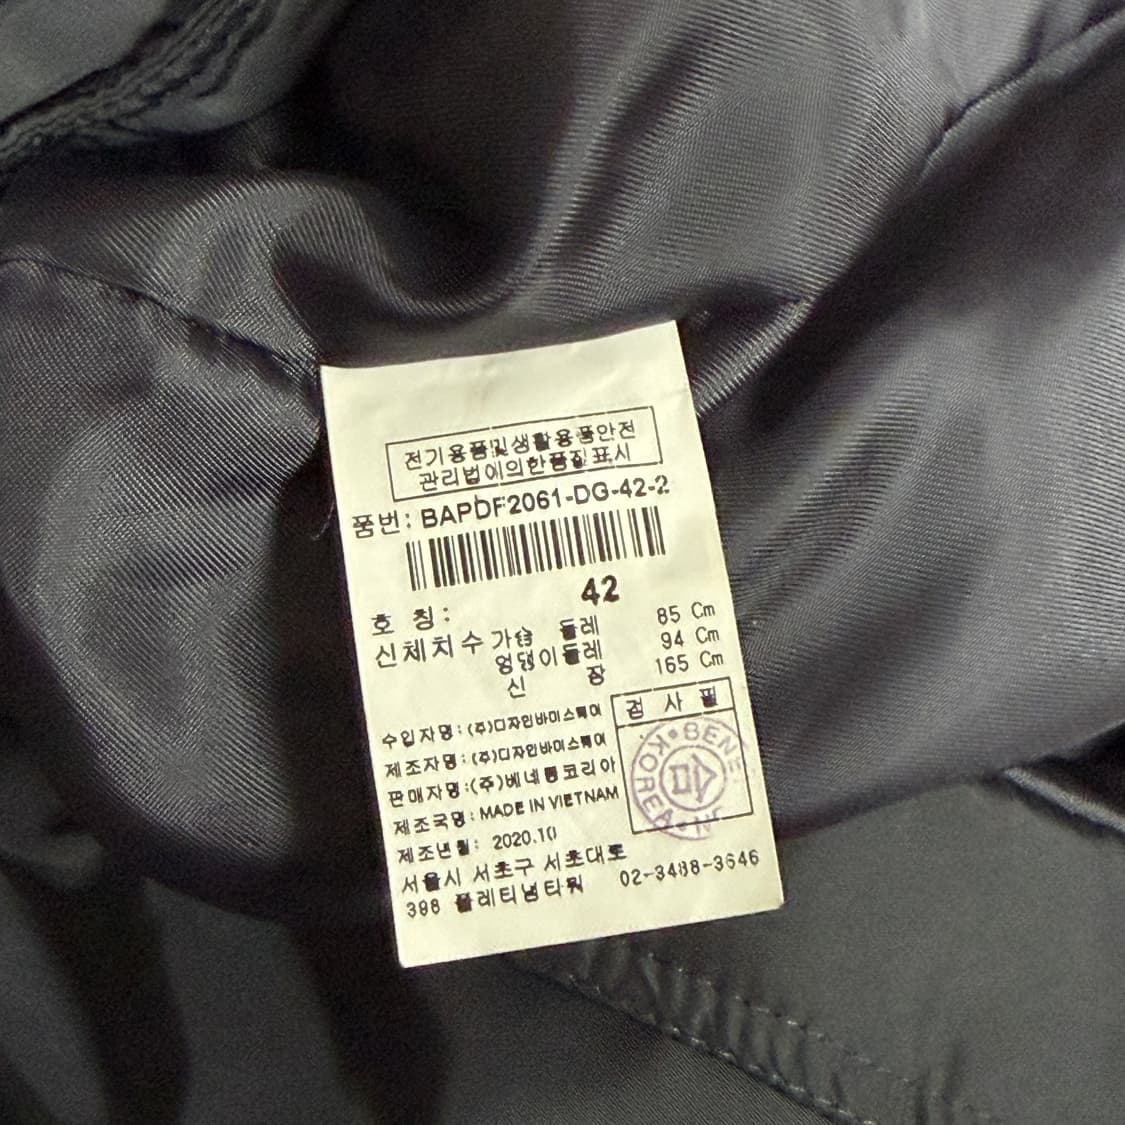 전기용품및생활용품안전
관리법에의한품질표시
품번: BAPDF2061-DG-42-2
호 칭: 42
신체치수 가슴 둘레 85 Cm
엉덩이둘레 94 Cm
신 장 165 Cm
수입자명: (주)디자인바이스퀘어
제조자명: (주)디자인바이스퀘어
판매자명:(주)베네통코리아
제조국명: MADE IN VIETNAM
제조년월: 2020.10
서울시 서초구 서초대로
398 플래티넘타워 02-3488-3646
검 사 필
KOREA
BENE